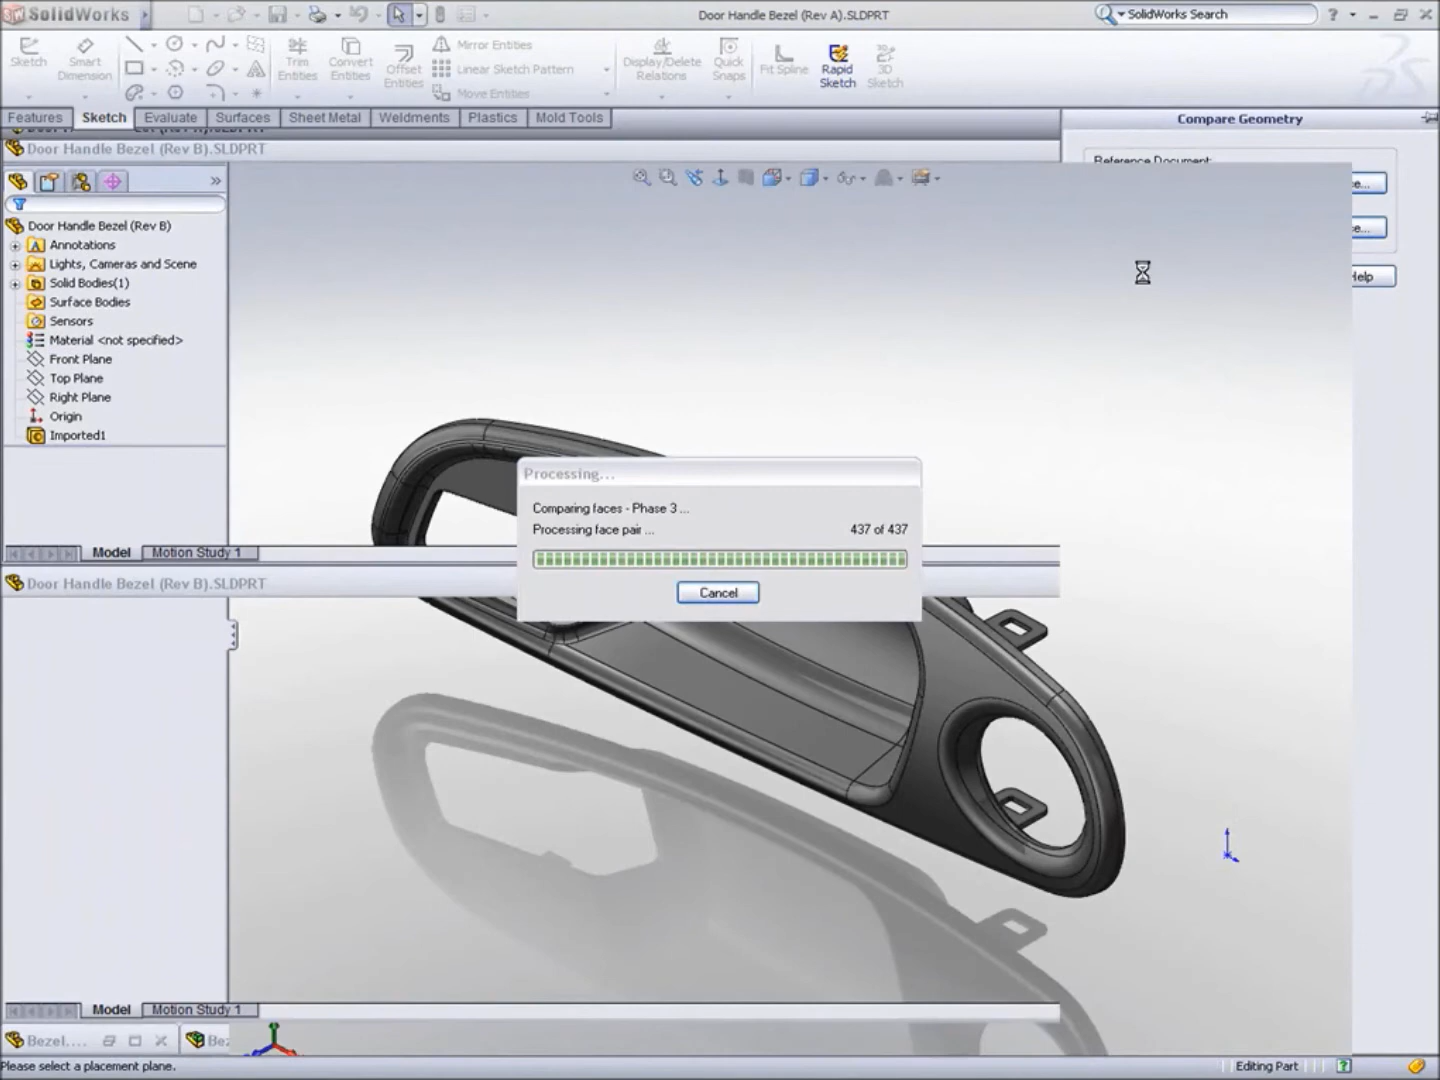 SolidWorks
Door Handle Bezel (Rev A).SLDPRT
SolidWorks Search
?
Sketch
Smart Dimension
Trim Entities
Convert Entities
Offset Entities
Mirror Entities
Linear Sketch Pattern
Move Entities
Display/Delete Relations
Quick Snaps
Fit Spline
Rapid Sketch
3D Sketch
Features
Sketch
Evaluate
Surfaces
Sheet Metal
Weldments
Plastics
Mold Tools
Compare Geometry
Door Handle Bezel (Rev B).SLDPRT
Reference Document:
e...
e...
Help
Door Handle Bezel (Rev B)
Annotations
Lights, Cameras and Scene
Solid Bodies(1)
Surface Bodies
Sensors
Material <not specified>
Front Plane
Top Plane
Right Plane
Origin
Imported1
Processing...
Comparing faces - Phase 3 ...
Processing face pair ... 437 of 437
Cancel
Model
Motion Study 1
Door Handle Bezel (Rev B).SLDPRT
Model
Motion Study 1
Bezel....
Bez
Please select a placement plane.
Editing Part
?